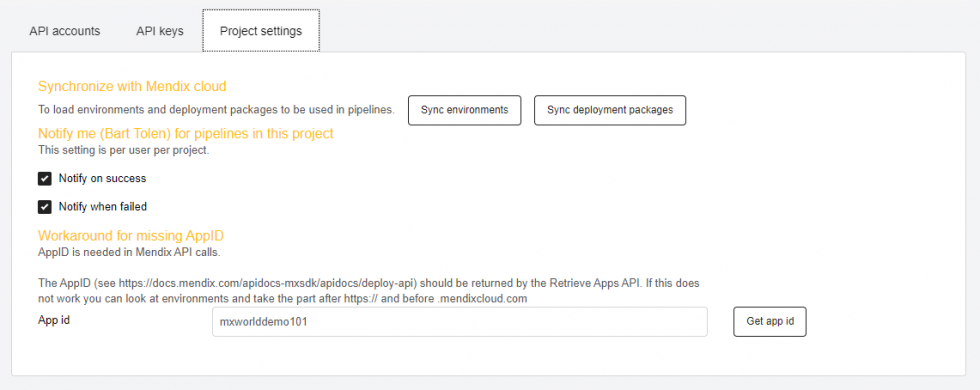 API accounts API keys Project settings
Synchronize with Mendix cloud
To load environments and deployment packages to be used in pipelines. Sync environments Sync deployment packages
Notify me (Bart Tolen) for pipelines in this project
This setting is per user per project.
Notify on success
Notify when failed
Workaround for missing AppID
AppID is needed in Mendix API calls.
The AppID (see https://docs.mendix.com/apidocs-mxsdk/apidocs/deploy-api) should be returned by the Retrieve Apps API. If this does
not work you can look at environments and take the part after https:// and before .mendixcloud.com
App id mxworlddemo101 Get app id